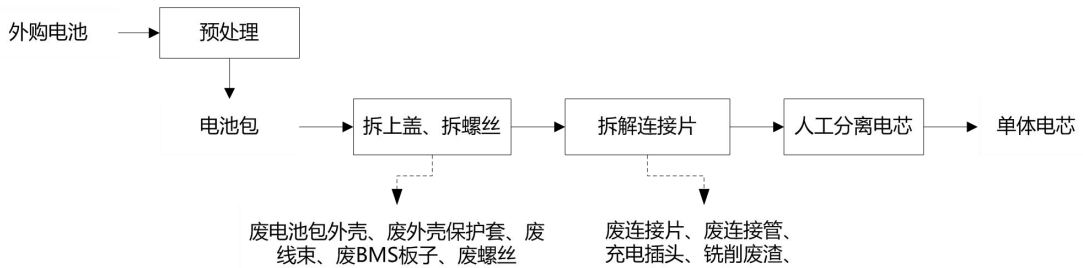 外购电池
预处理
电池包
拆上盖、拆螺丝
拆解连接片
人工分离电芯
单体电芯
废电池包外壳、废外壳保护套、废
线束、废BMS板子、废螺丝
废连接片、废连接管、
充电插头、铣削废渣、